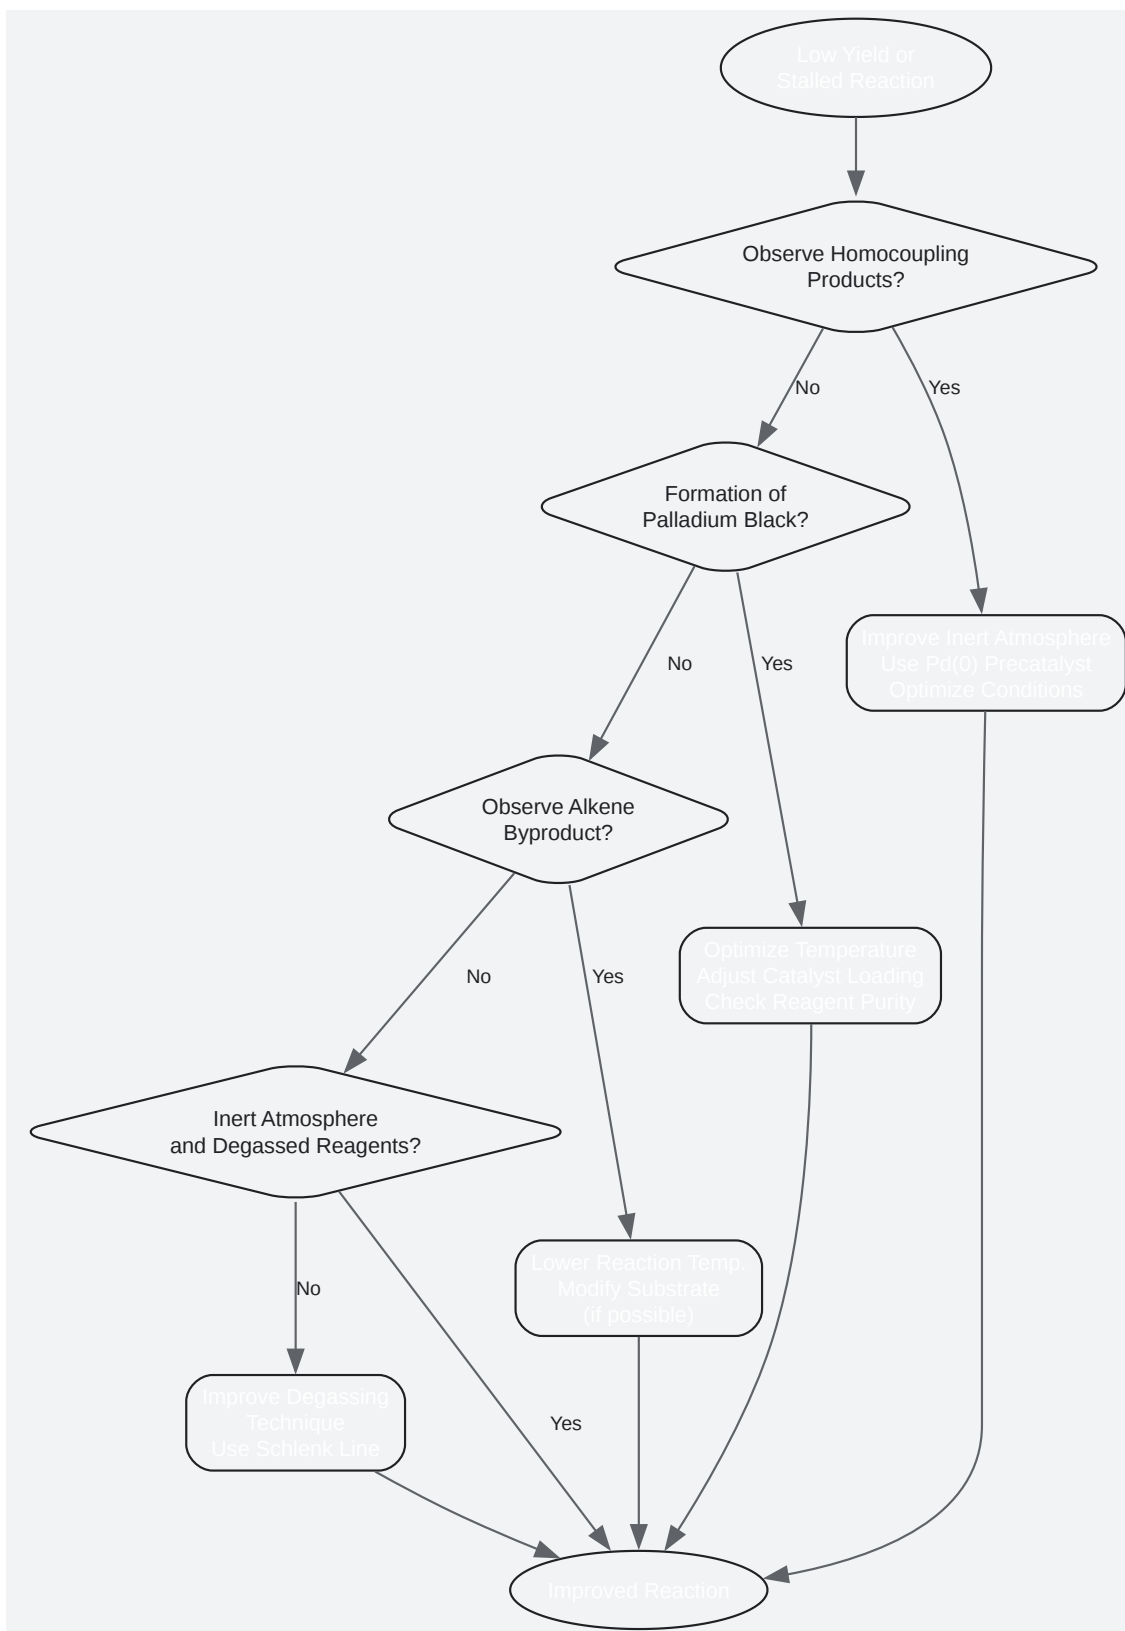 Low Yield or
Stalled Reaction
Observe Homocoupling
Products?
No
Yes
Formation of
Palladium Black?
No
Yes
Improve Inert Atmosphere
Use Pd(0) Precatalyst
Optimize Conditions
Observe Alkene
Byproduct?
No
Yes
Optimize Temperature
Adjust Catalyst Loading
Check Reagent Purity
Inert Atmosphere
and Degassed Reagents?
No
Yes
Lower Reaction Temp.
Modify Substrate
(if possible)
Improve Degassing
Technique
Use Schlenk Line
Improved Reaction